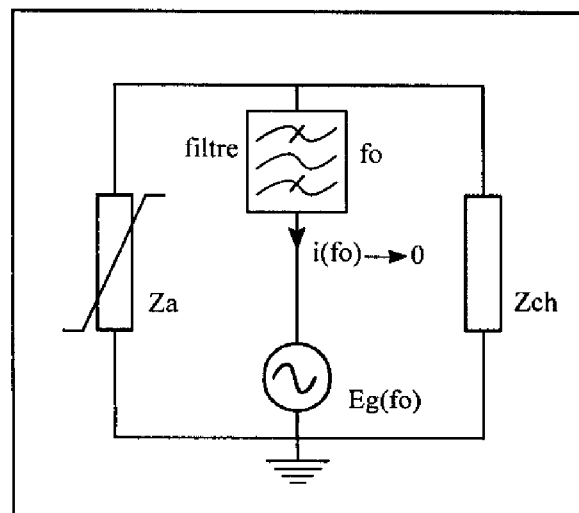 filtre
fo
i(fo) → 0
Za
Zch
Eg(fo)